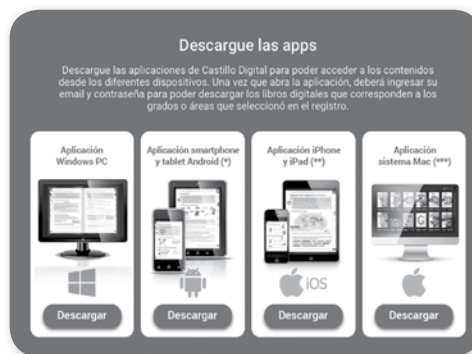 Descargue las apps
Descargue las aplicaciones de Castillo Digital para poder acceder a los contenidos
desde los diferentes dispositivos. Una vez que abra la aplicación, deberá ingresar su
email y contraseña para poder descargar los libros digitales que corresponden a los
grados o áreas que seleccionó en el registro.
Aplicación
Windows PC
Descargar
Aplicación smartphone
y tablet Android (*)
Descargar
Aplicación iPhone
y iPad (**)
iOS
Descargar
Aplicación
sistema Mac (***)
Descargar